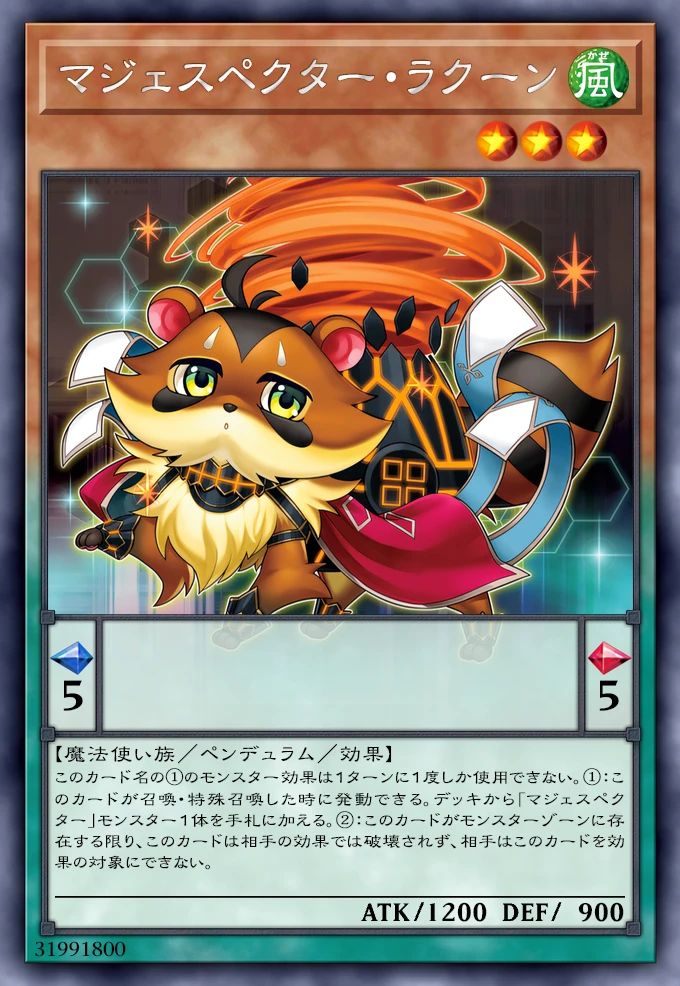 マジェスペクター・ラクーン
かぜ
風
5
5
【魔法使い族／ペンデュラム／効果】
このカード名の①のモンスター効果は１ターンに１度しか使用できない。①：こ
のカードが召喚・特殊召喚した時に発動できる。デッキから「マジェスペク
ター」モンスター１体を手札に加える。②：このカードがモンスターゾーンに存
在する限り、このカードは相手の効果では破壊されず、相手はこのカードを効
果の対象にできない。
ATK/1200 DEF/ 900
31991800